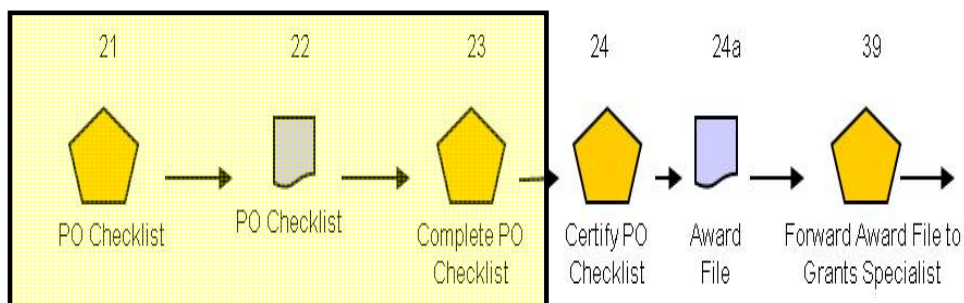 21 22 23 24 24a 39
PO Checklist
PO Checklist
Complete PO
Checklist
Certify PO
Checklist
Award
File
Forward Award File to
Grants Specialist